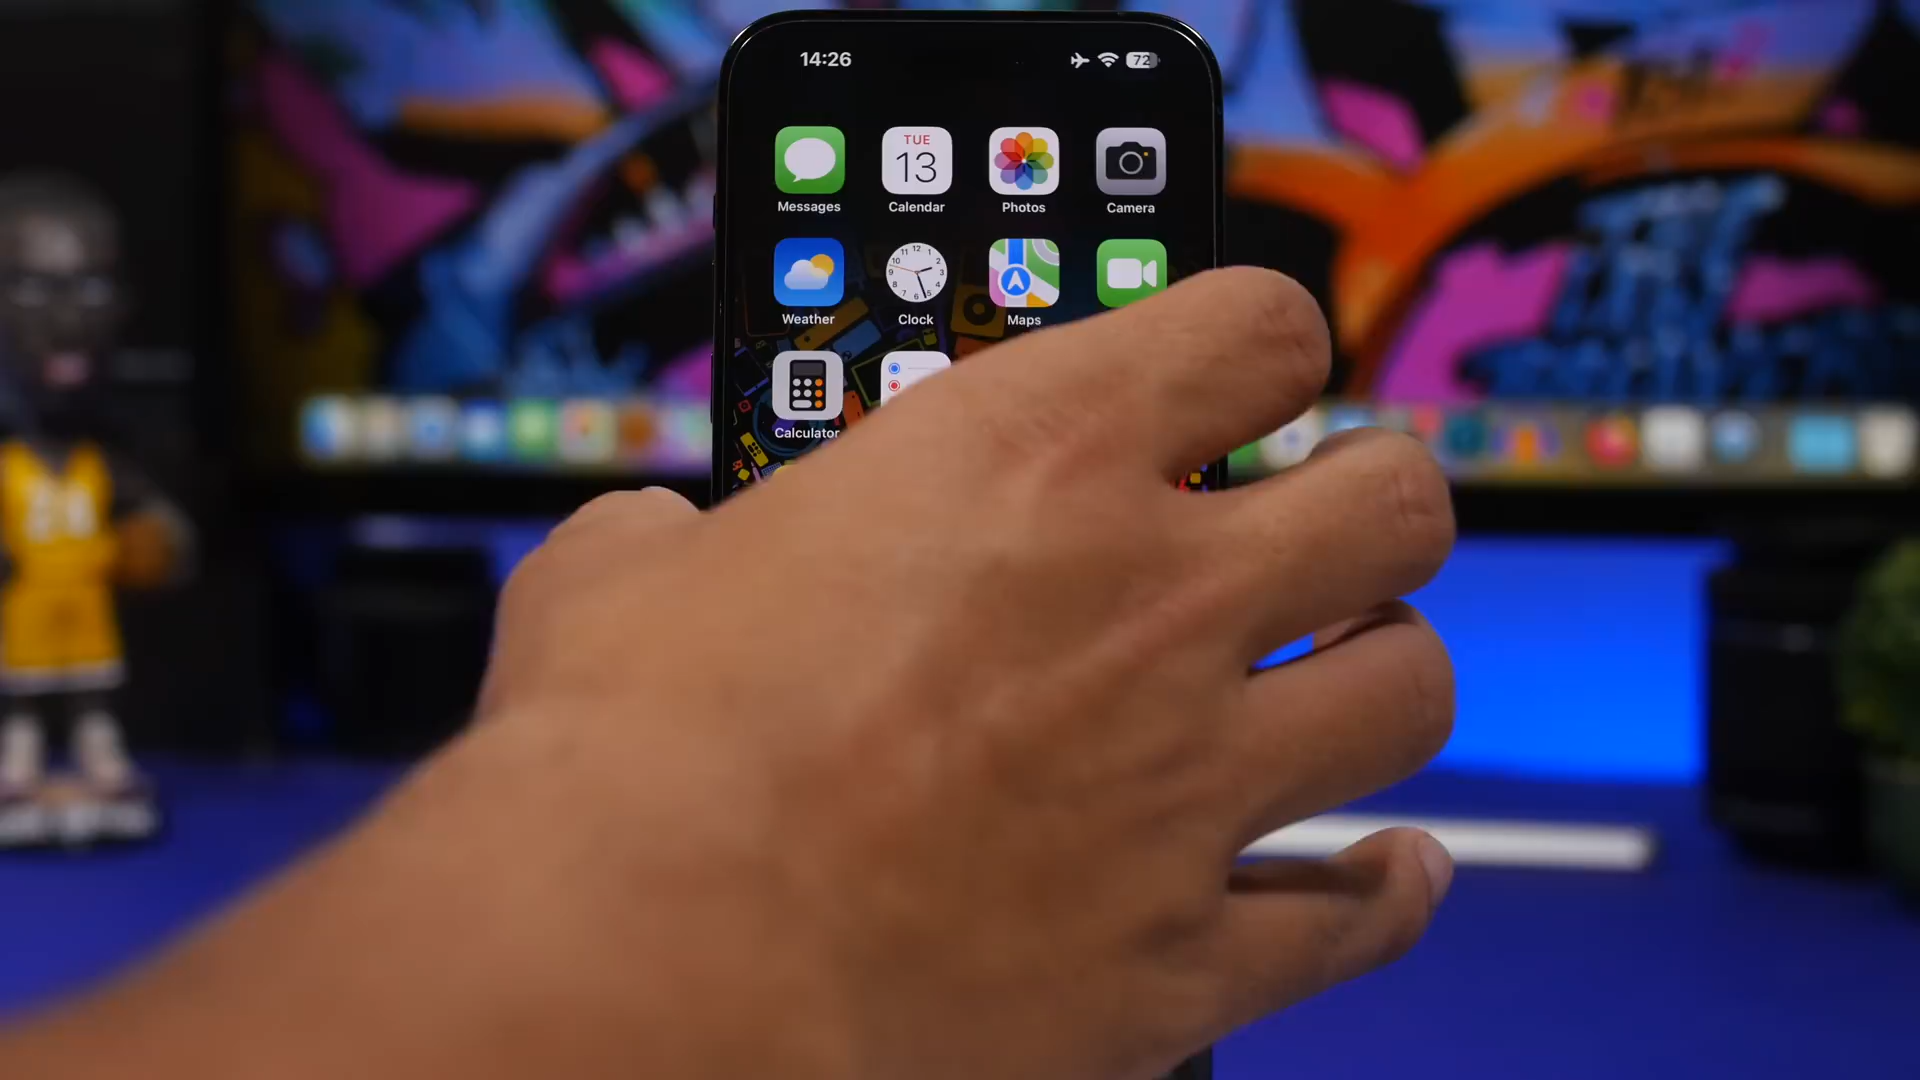 14:26
72
TUE
13
Messages
Calendar
Photos
Camera
Weather
Clock
Maps
Calculator